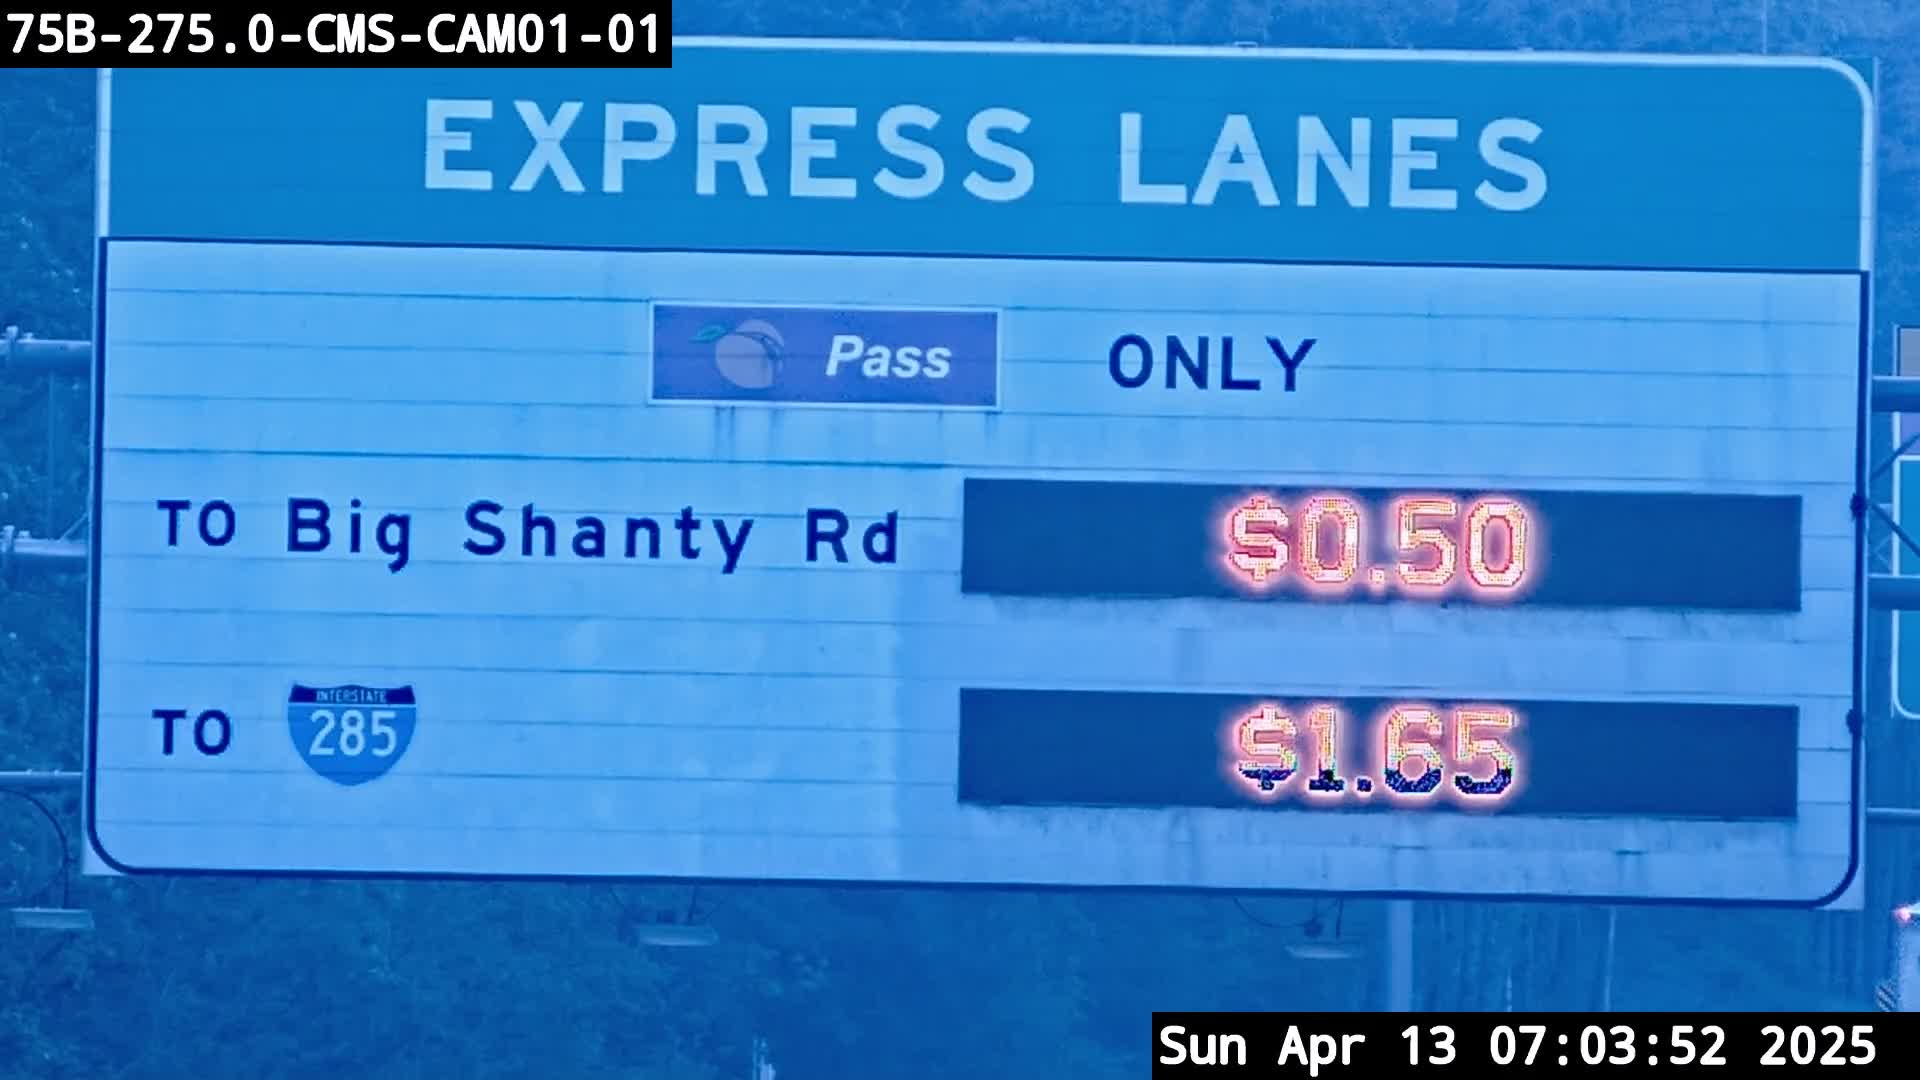 75B-275.0-CMS-CAM01-01
EXPRESS LANES
Pass ONLY
TO Big Shanty Rd $0.50
INTERSTATE
TO 285 $1.65
Sun Apr 13 07:03:52 2025